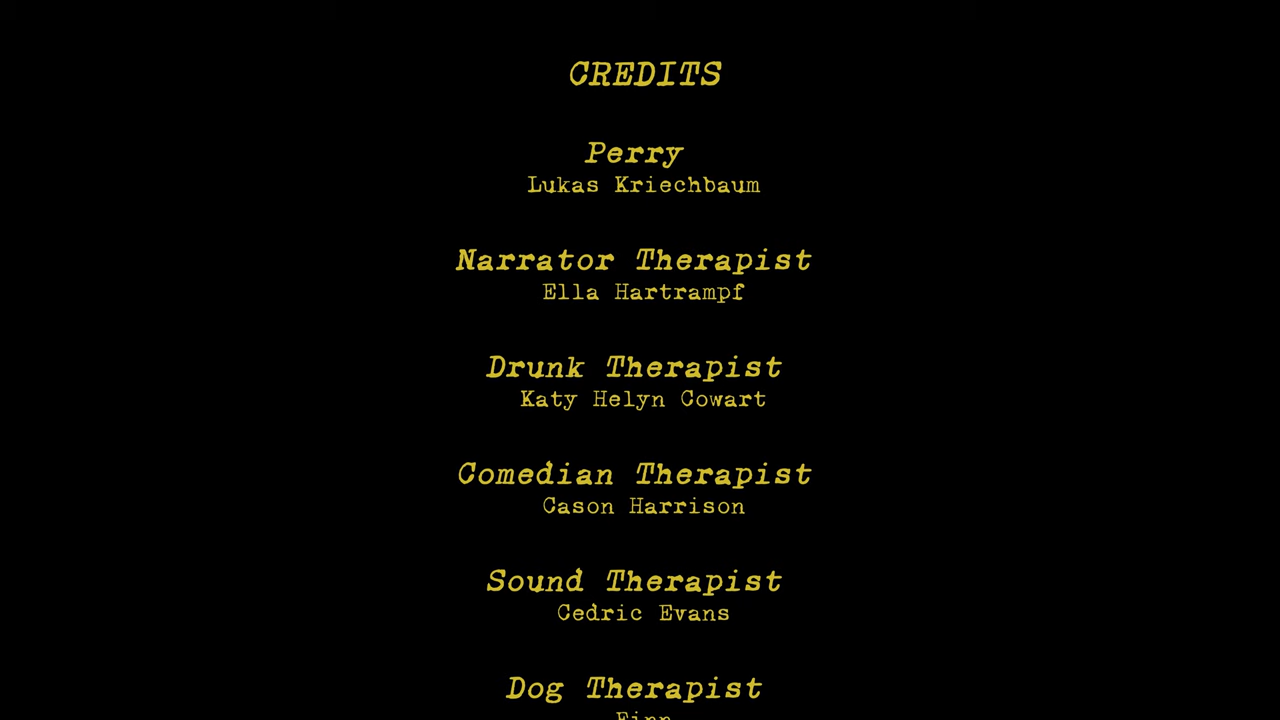 CREDITS
Perry
Lukas Kriechbaum
Narrator Therapist
Ella Hartrampf
Drunk Therapist
Katy Helyn Cowart
Comedian Therapist
Cason Harrison
Sound Therapist
Cedric Evans
Dog Therapist